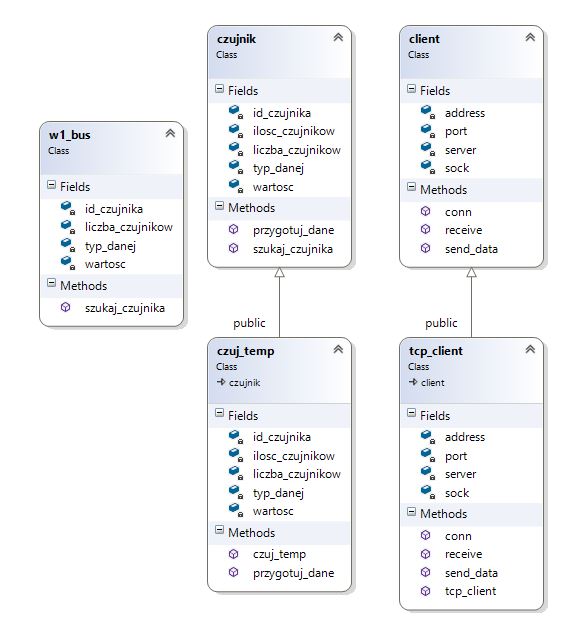 w1_bus
Class
Fields
id_czujnika
liczba_czujnikow
typ_danej
wartosc
Methods
szukaj_czujnika
czujnik
Class
Fields
id_czujnika
ilosc_czujnikow
liczba_czujnikow
typ_danej
wartosc
Methods
przygotuj_dane
szukaj_czujnika
public
czuj_temp
Class
czujnik
Fields
id_czujnika
ilosc_czujnikow
liczba_czujnikow
typ_danej
wartosc
Methods
czuj_temp
przygotuj_dane
client
Class
Fields
address
port
server
sock
Methods
conn
receive
send_data
public
tcp_client
Class
client
Fields
address
port
server
sock
Methods
conn
receive
send_data
tcp_client